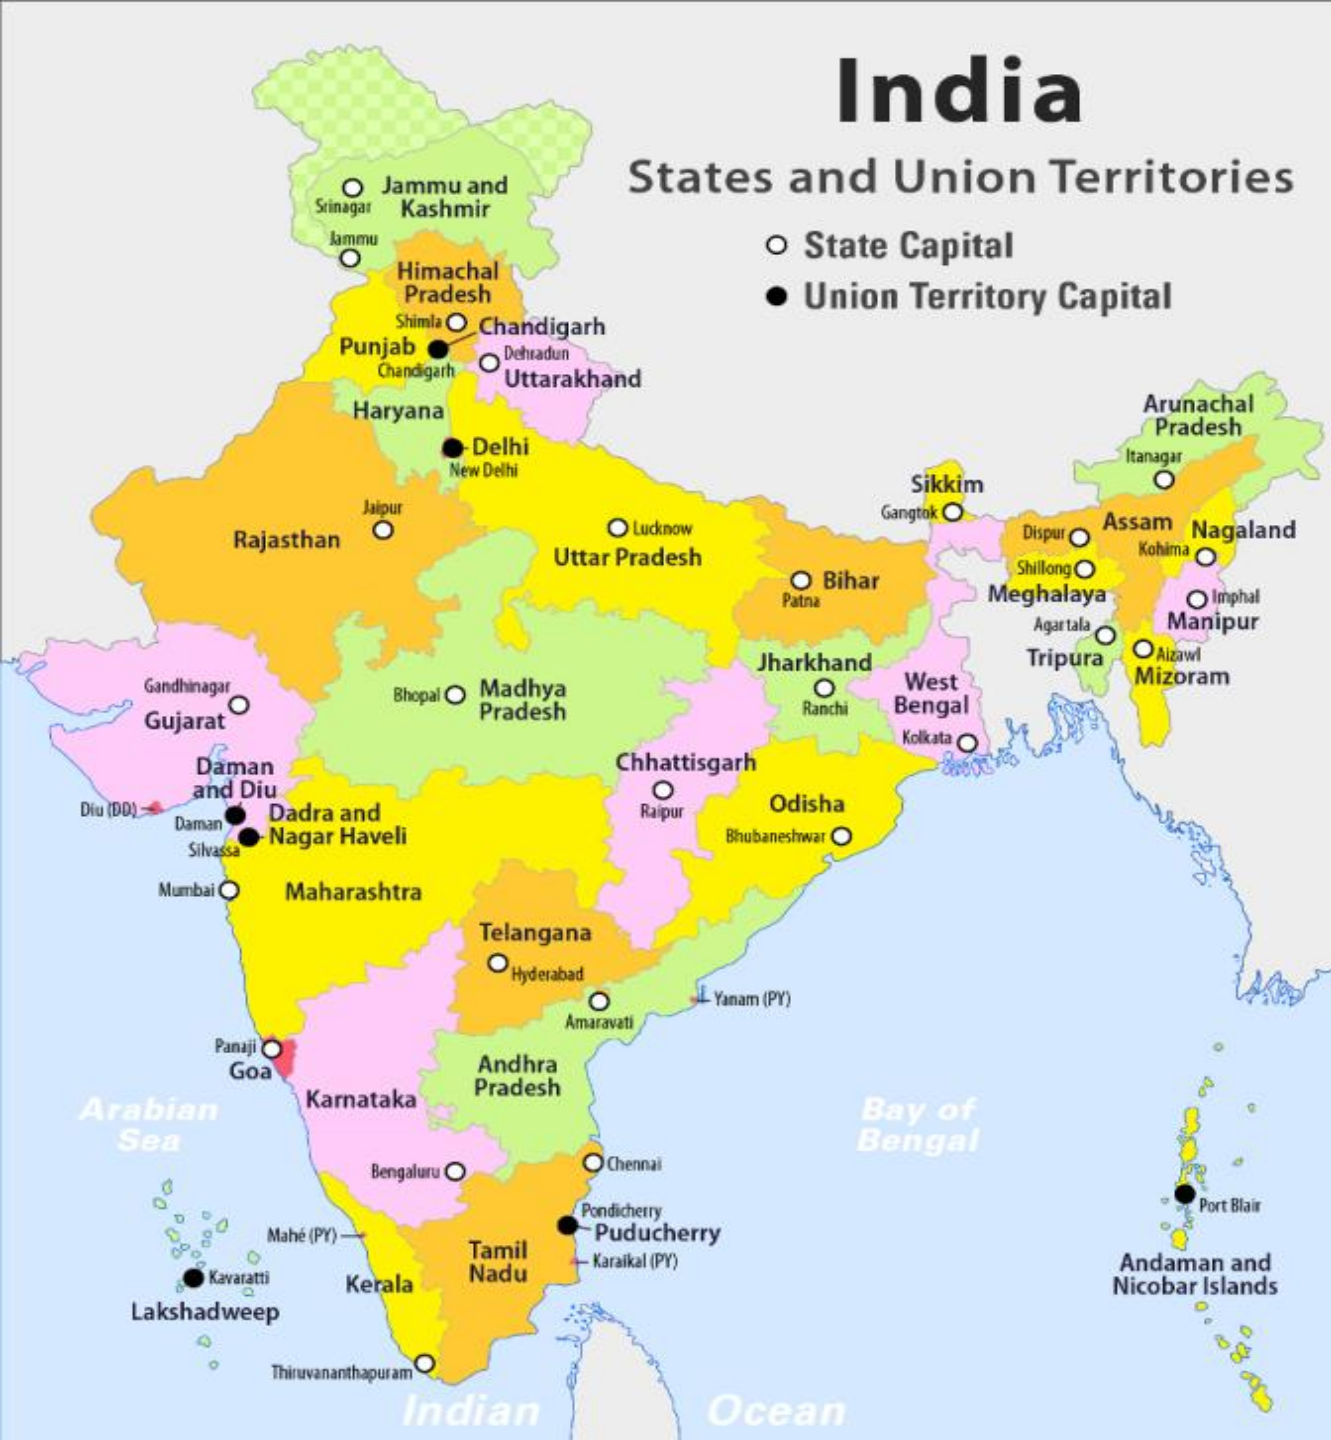 India
States and Union Territories
State Capital
Union Territory Capital
Jammu and
Kashmir
Srinagar
Jammu
Himachal
Pradesh
Shimla
Chandigarh
Punjab
Chandigarh
Dehradun
Uttarakhand
Haryana
Delhi
New Delhi
Arunachal
Pradesh
Itanagar
Sikkim
Gangtok
Jaipur
Rajasthan
Lucknow
Uttar Pradesh
Dispur
Assam
Nagaland
Kohima
Shillong
Meghalaya
Bihar
Patna
Imphal
Manipur
Agartala
Tripura
Aizawl
Mizoram
Jharkhand
Ranchi
West
Bengal
Kolkata
Gandhinagar
Gujarat
Bhopal
Madhya
Pradesh
Chhattisgarh
Raipur
Daman
and Diu
Diu (DD)
Daman
Dadra and
Nagar Haveli
Silvassa
Odisha
Bhubaneshwar
Mumbai
Maharashtra
Telangana
Hyderabad
Yanam (PY)
Amaravati
Panaji
Goa
Andhra
Pradesh
Karnataka
Arabian
Sea
Bay of
Bengal
Bengaluru
Chennai
Pondicherry
Puducherry
Port Blair
Mahé (PY)
Karaikal (PY)
Tamil
Nadu
Kerala
Andaman and
Nicobar Islands
Kavaratti
Lakshadweep
Thiruvananthapuram
Indian Ocean